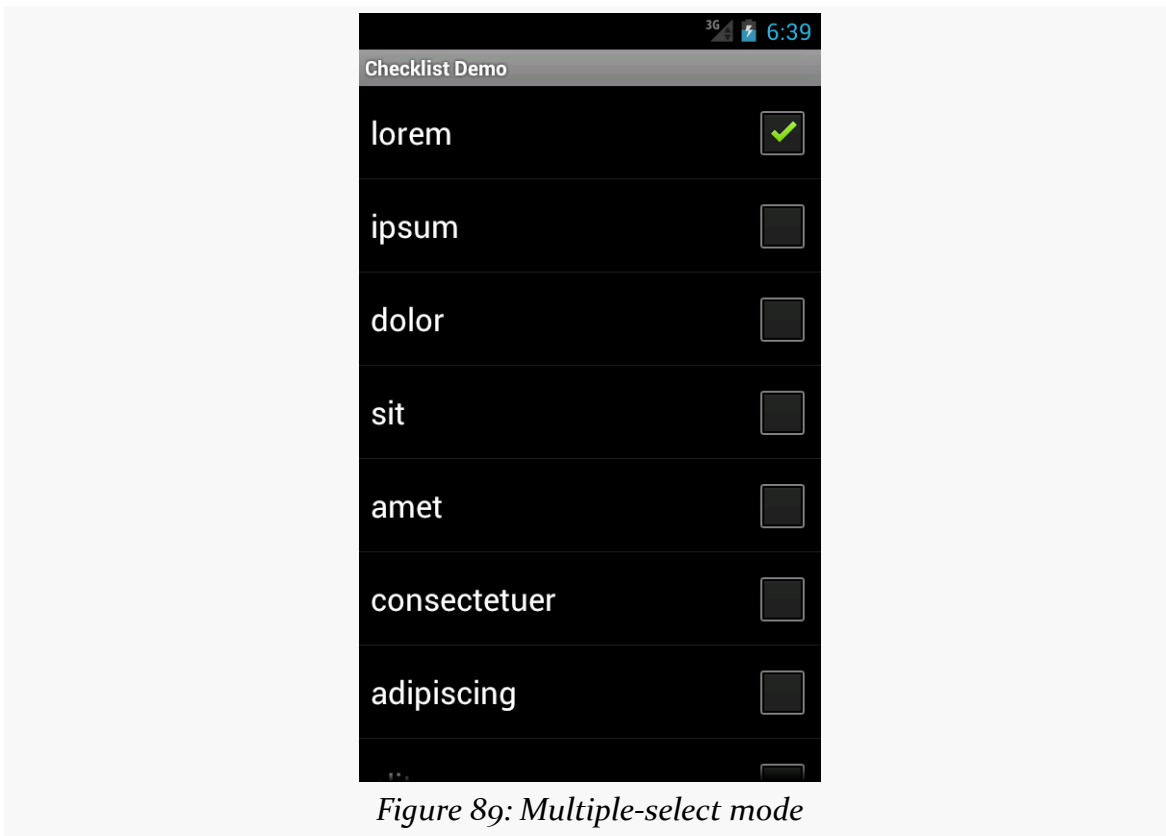 3G 6:39
Checklist Demo
lorem
ipsum
dolor
sit
amet
consectetuer
adipiscing
Figure 89: Multiple-select mode